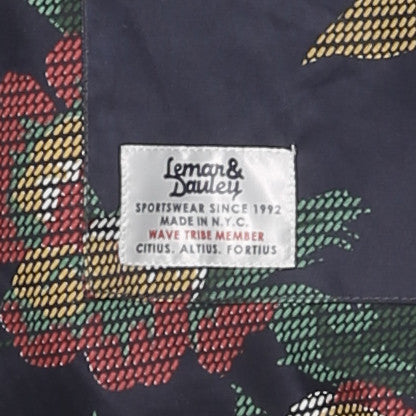 Lemar&
Dauley
SPORTSWEAR SINCE 1992
MADE IN N.Y.C.
WAVE TRIBE MEMBER
CITIUS. ALTIUS. FORTIUS